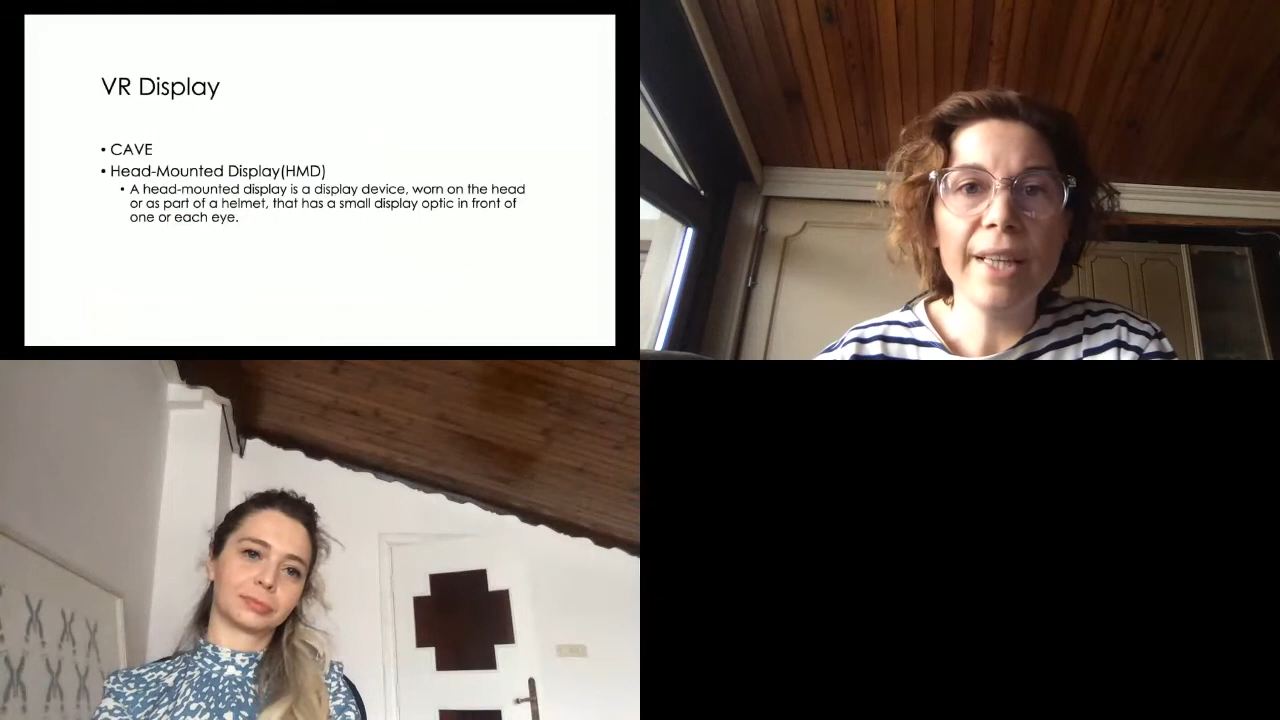 VR Display
• CAVE
• Head-Mounted Display(HMD)
• A head-mounted display is a display device, worn on the head
or as part of a helmet, that has a small display optic in front of
one or each eye.